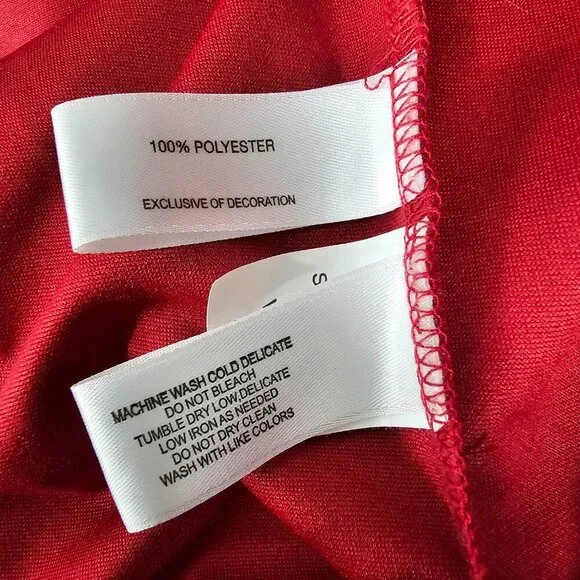 100% POLYESTER
EXCLUSIVE OF DECORATION
S
MACHINE WASH COLD DELICATE
DO NOT BLEACH
TUMBLE DRY LOW,DELICATE
LOW IRON AS NEEDED
DO NOT DRY CLEAN
WASH WITH LIKE COLORS